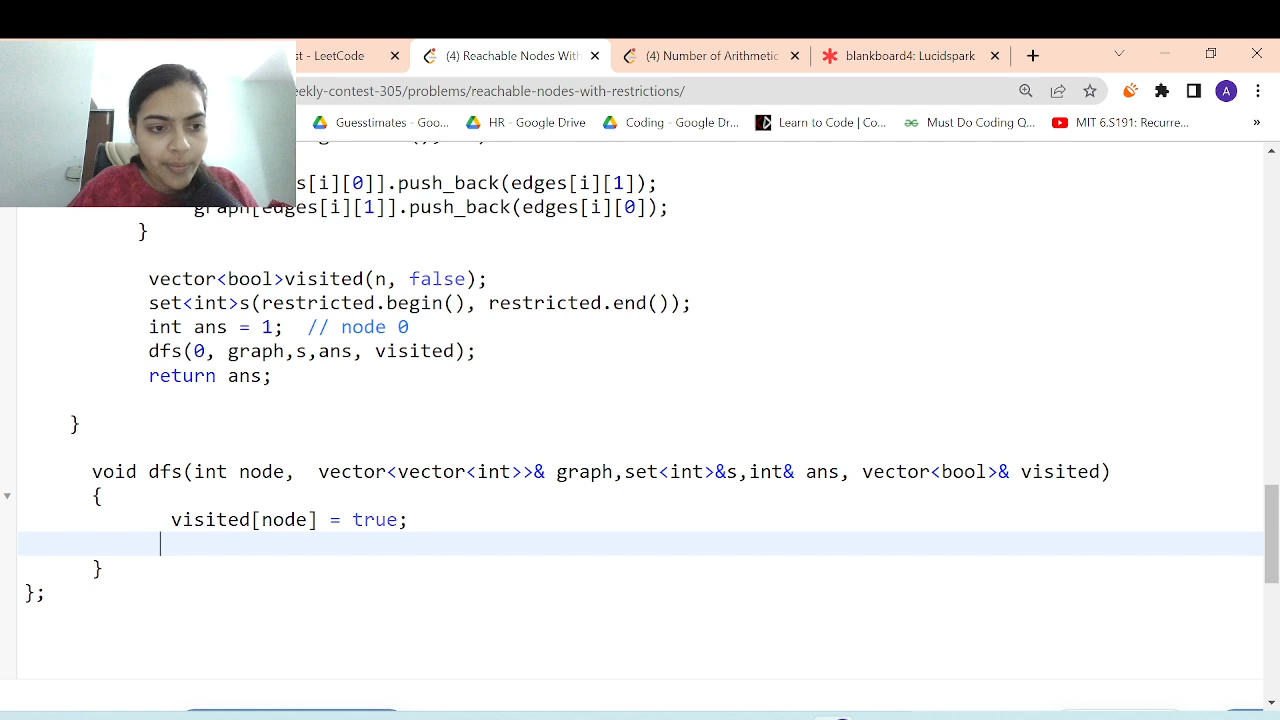 st - LeetCode
(4) Reachable Nodes With
(4) Number of Arithmetic
blankboard4: Lucidspark
eekly-contest-305/problems/reachable-nodes-with-restrictions/
A
Guesstimates - Goo...
HR - Google Drive
Coding - Google Dr...
Learn to Code | Co...
Must Do Coding Q...
MIT 6.S191: Recurre...
»
s[i][0]].push_back(edges[i][1]);
graph[edges[i][1]].push_back(edges[i][0]);
}
vector<bool>visited(n, false);
set<int>s(restricted.begin(), restricted.end());
int ans = 1;  // node 0
dfs(0, graph,s,ans, visited);
return ans;
}
void dfs(int node,  vector<vector<int>>& graph,set<int>&s,int& ans, vector<bool>& visited)
{
visited[node] = true;
}
};